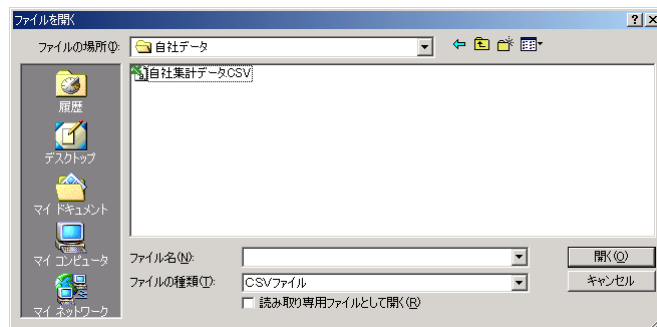 ファイルを開く
ファイルの場所(I):
自社データ
履歴
デスクトップ
マイ ドキュメント
マイ コンピュータ
マイ ネットワーク
自社集計データ.CSV
ファイル名(N):
開く(O)
ファイルの種類(T):
CSVファイル
キャンセル
読み取り専用ファイルとして開く(R)